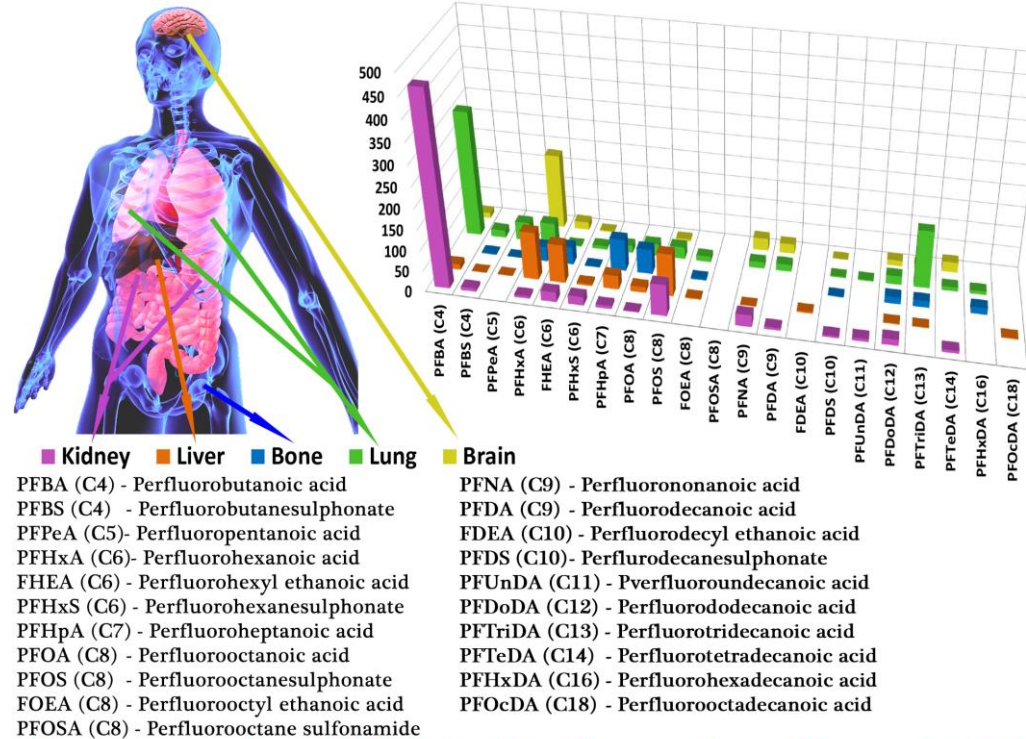 500
450
400
350
300
250
200
150
100
50
0
PFBA (C4)
PFBS (C4)
PFPeA (C5)
PFHxA (C6)
FHEA (C6)
PFHxS (C6)
PFHpA (C7)
PFOA (C8)
PFOS (C8)
FOEA (C8)
PFOSA (C8)
PFNA (C9)
PFDA (C9)
FDEA (C10)
PFDS (C10)
PFUnDA (C11)
PFDoDA (C12)
PFTriDA (C13)
PFTeDA (C14)
PFHxDA (C16)
PFOcDA (C18)
Kidney Liver Bone Lung Brain
PFBA (C4) - Perfluorobutanoic acid
PFBS (C4) - Perfluorobutanesulphonate
PFPeA (C5)- Perfluoropentanoic acid
PFHxA (C6)- Perfluorohexanoic acid
FHEA (C6) - Perfluorohexyl ethanoic acid
PFHxS (C6) - Perfluorohexanesulphonate
PFHpA (C7) - Perfluoroheptanoic acid
PFOA (C8) - Perfluorooctanoic acid
PFOS (C8) - Perfluorooctanesulphonate
FOEA (C8) - Perfluorooctyl ethanoic acid
PFOSA (C8) - Perfluorooctane sulfonamide
PFNA (C9) - Perfluorononanoic acid
PFDA (C9) - Perfluorodecanoic acid
FDEA (C10) - Perfluorodecyl ethanoic acid
PFDS (C10) - Perflurodecanesulphonate
PFUnDA (C11) - Pverfluoroundecanoic acid
PFDoDA (C12) - Perfluorododecanoic acid
PFTriDA (C13) - Perfluorotridecanoic acid
PFTeDA (C14) - Perfluorotetradecanoic acid
PFHxDA (C16) - Perfluorohexadecanoic acid
PFOcDA (C18) - Perfluorooctadecanoic acid